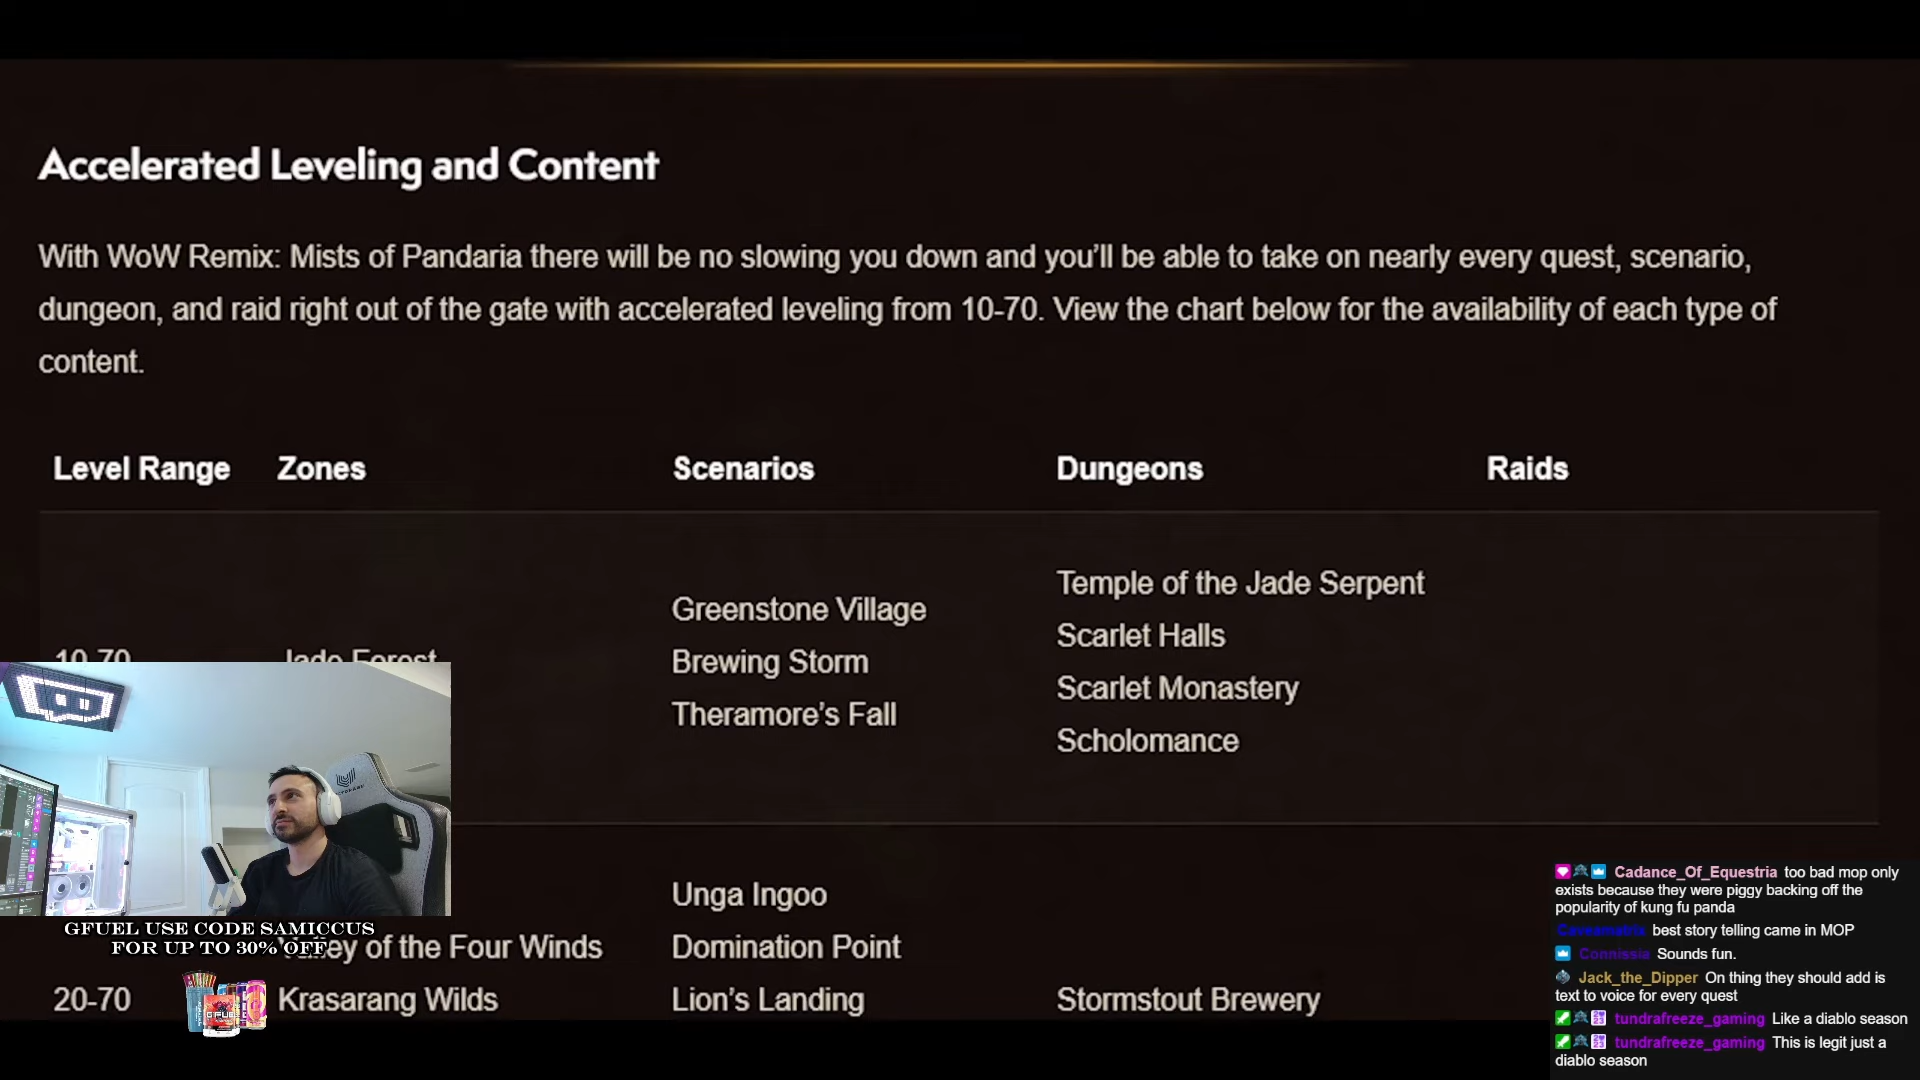 Accelerated Leveling and Content
With WoW Remix: Mists of Pandaria there will be no slowing you down and you'll be able to take on nearly every quest, scenario,
dungeon, and raid right out of the gate with accelerated leveling from 10-70. View the chart below for the availability of each type of
content.
Level Range Zones Scenarios Dungeons Raids
Temple of the Jade Serpent
Greenstone Village
Scarlet Halls
10-70 Jade Forest Brewing Storm
Scarlet Monastery
Theramore's Fall
Scholomance
Unga Ingoo
Valley of the Four Winds Domination Point
20-70 Krasarang Wilds Lion's Landing Stormstout Brewery
GFUEL USE CODE SAMICCUS
FOR UP TO 30% OFF
GFUEL
Cadance_Of_Equestria too bad mop only
exists because they were piggy backing off the
popularity of kung fu panda
Caveamatrix best story telling came in MOP
Connissia Sounds fun.
Jack_the_Dipper On thing they should add is
text to voice for every quest
tundrafreeze_gaming Like a diablo season
tundrafreeze_gaming This is legit just a
diablo season